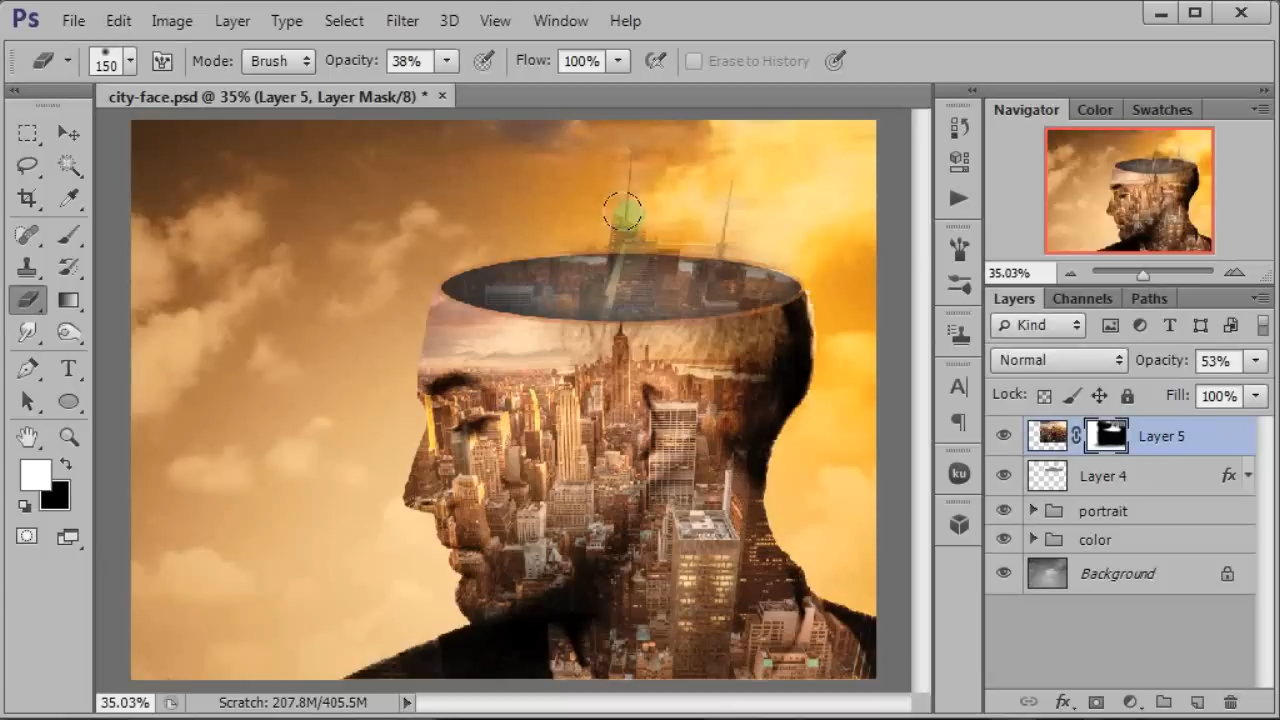 Ps File Edit Image Layer Type Select Filter 3D View Window Help
150 Mode: Brush Opacity: 38% Flow: 100% Erase to History
city-face.psd @ 35% (Layer 5, Layer Mask/8) * ×
Navigator Color Swatches
35.03%
Layers Channels Paths
Kind T
Normal Opacity: 53%
Lock: Fill: 100%
Layer 5
Layer 4 fx
portrait
color
Background
A
ku
T
35.03% Scratch: 207.8M/405.5M
fx